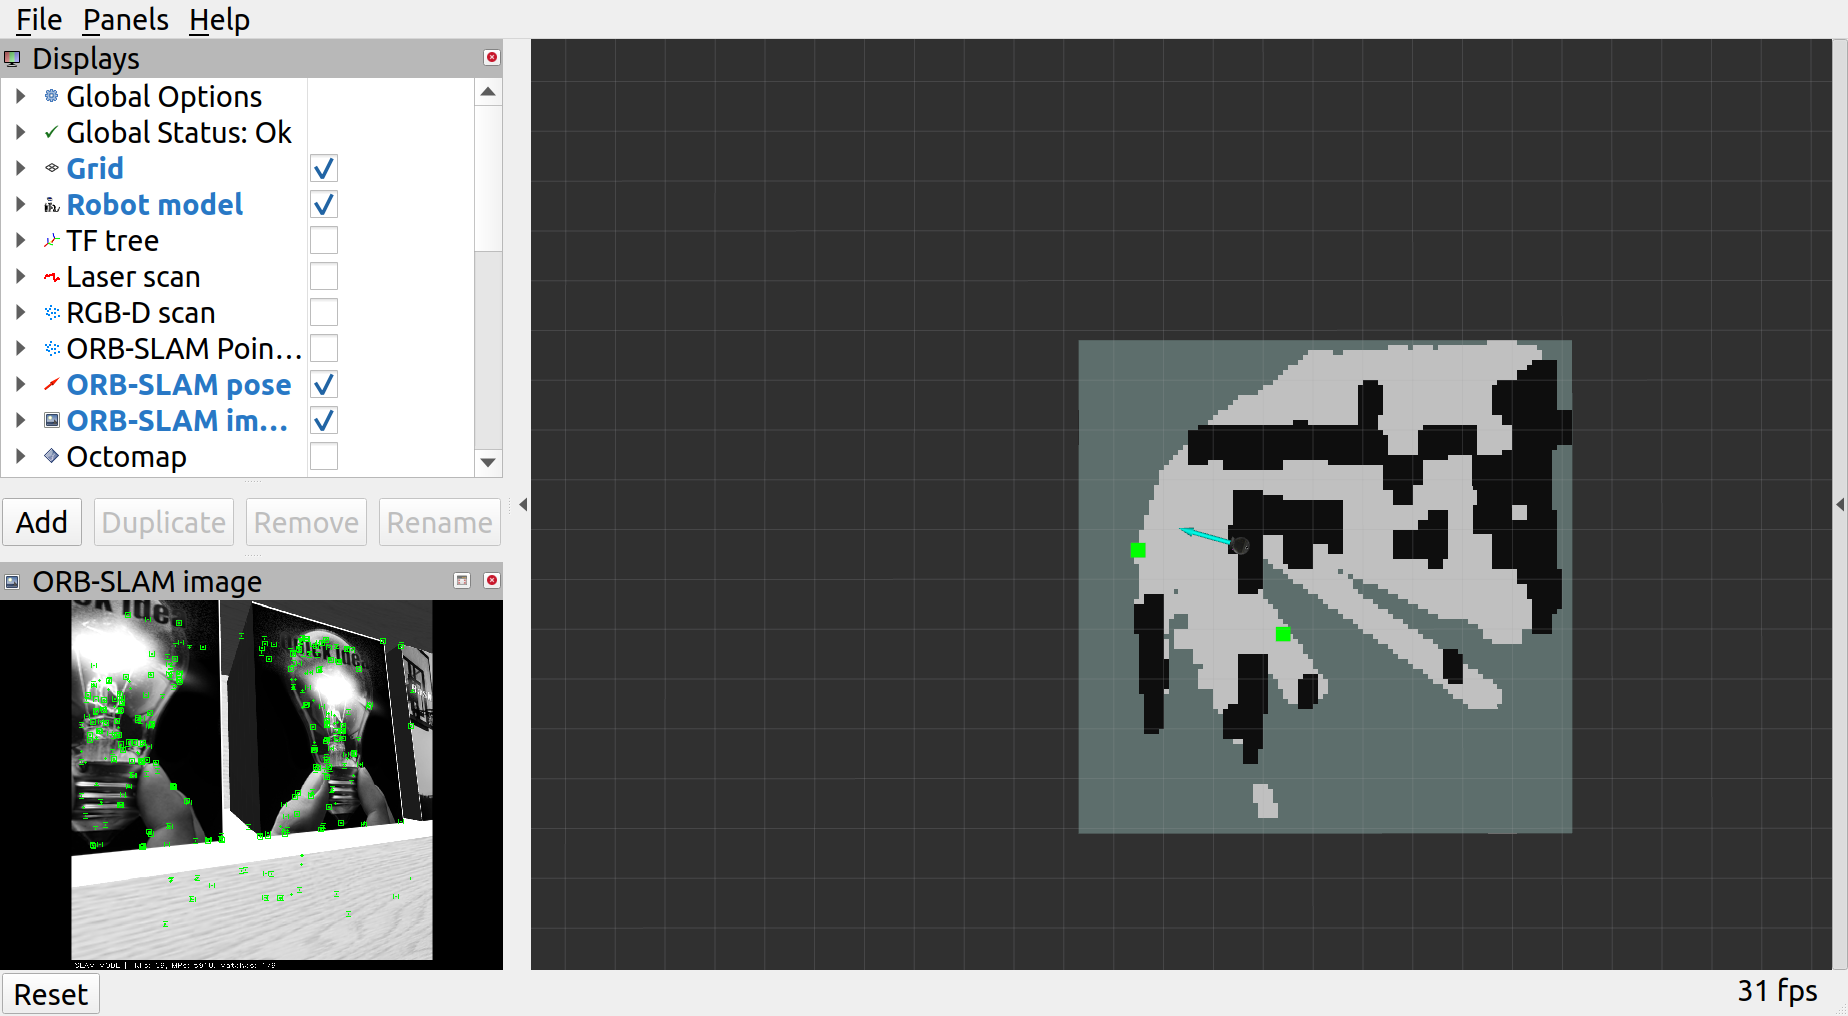 File Panels Help
Displays
Global Options
Global Status: Ok
Grid
Robot model
TF tree
Laser scan
RGB-D scan
ORB-SLAM Poin...
ORB-SLAM pose
ORB-SLAM im...
Octomap
Add Duplicate Remove Rename
ORB-SLAM image
SLAM MODE |
Reset
31 fps